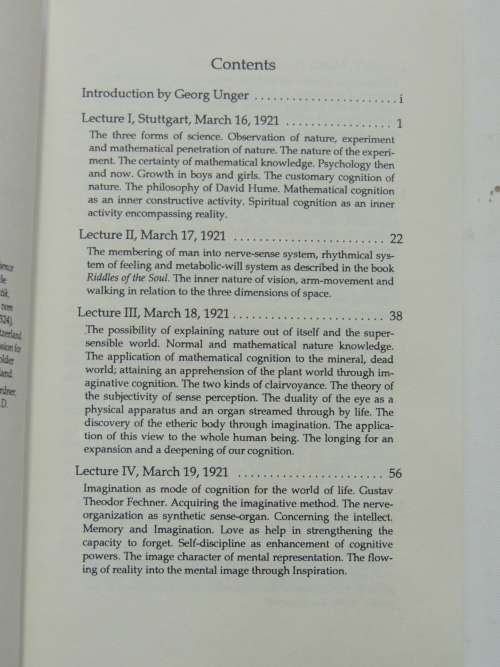 Contents
Introduction by Georg Unger . . . . . . . . . . . . . . . . . . . . . . . . i
Lecture I, Stuttgart, March 16, 1921 . . . . . . . . . . . . . . . . . . 1
The three forms of science. Observation of nature, experiment
and mathematical penetration of nature. The nature of the experi-
ment. The certainty of mathematical knowledge. Psychology then
and now. Growth in boys and girls. The customary cognition of
nature. The philosophy of David Hume. Mathematical cognition
as an inner constructive activity. Spiritual cognition as an inner
activity encompassing reality.
Lecture II, March 17, 1921 . . . . . . . . . . . . . . . . . . . . . . . . . 22
The membering of man into nerve-sense system, rhythmical sys-
tem of feeling and metabolic-will system as described in the book
Riddles of the Soul. The inner nature of vision, arm-movement and
walking in relation to the three dimensions of space.
Lecture III, March 18, 1921 . . . . . . . . . . . . . . . . . . . . . . . . . 38
The possibility of explaining nature out of itself and the super-
sensible world. Normal and mathematical nature knowledge.
The application of mathematical cognition to the mineral, dead
world; attaining an apprehension of the plant world through im-
aginative cognition. The two kinds of clairvoyance. The theory of
the subjectivity of sense perception. The duality of the eye as a
physical apparatus and an organ streamed through by life. The
discovery of the etheric body through imagination. The applica-
tion of this view to the whole human being. The longing for an
expansion and a deepening of our cognition.
Lecture IV, March 19, 1921 . . . . . . . . . . . . . . . . . . . . . . . . 56
Imagination as mode of cognition for the world of life. Gustav
Theodor Fechner. Acquiring the imaginative method. The nerve-
organization as synthetic sense-organ. Concerning the intellect.
Memory and Imagination. Love as help in strengthening the
capacity to forget. Self-discipline as enhancement of cognitive
powers. The image character of mental representation. The flow-
ing of reality into the mental image through Inspiration.